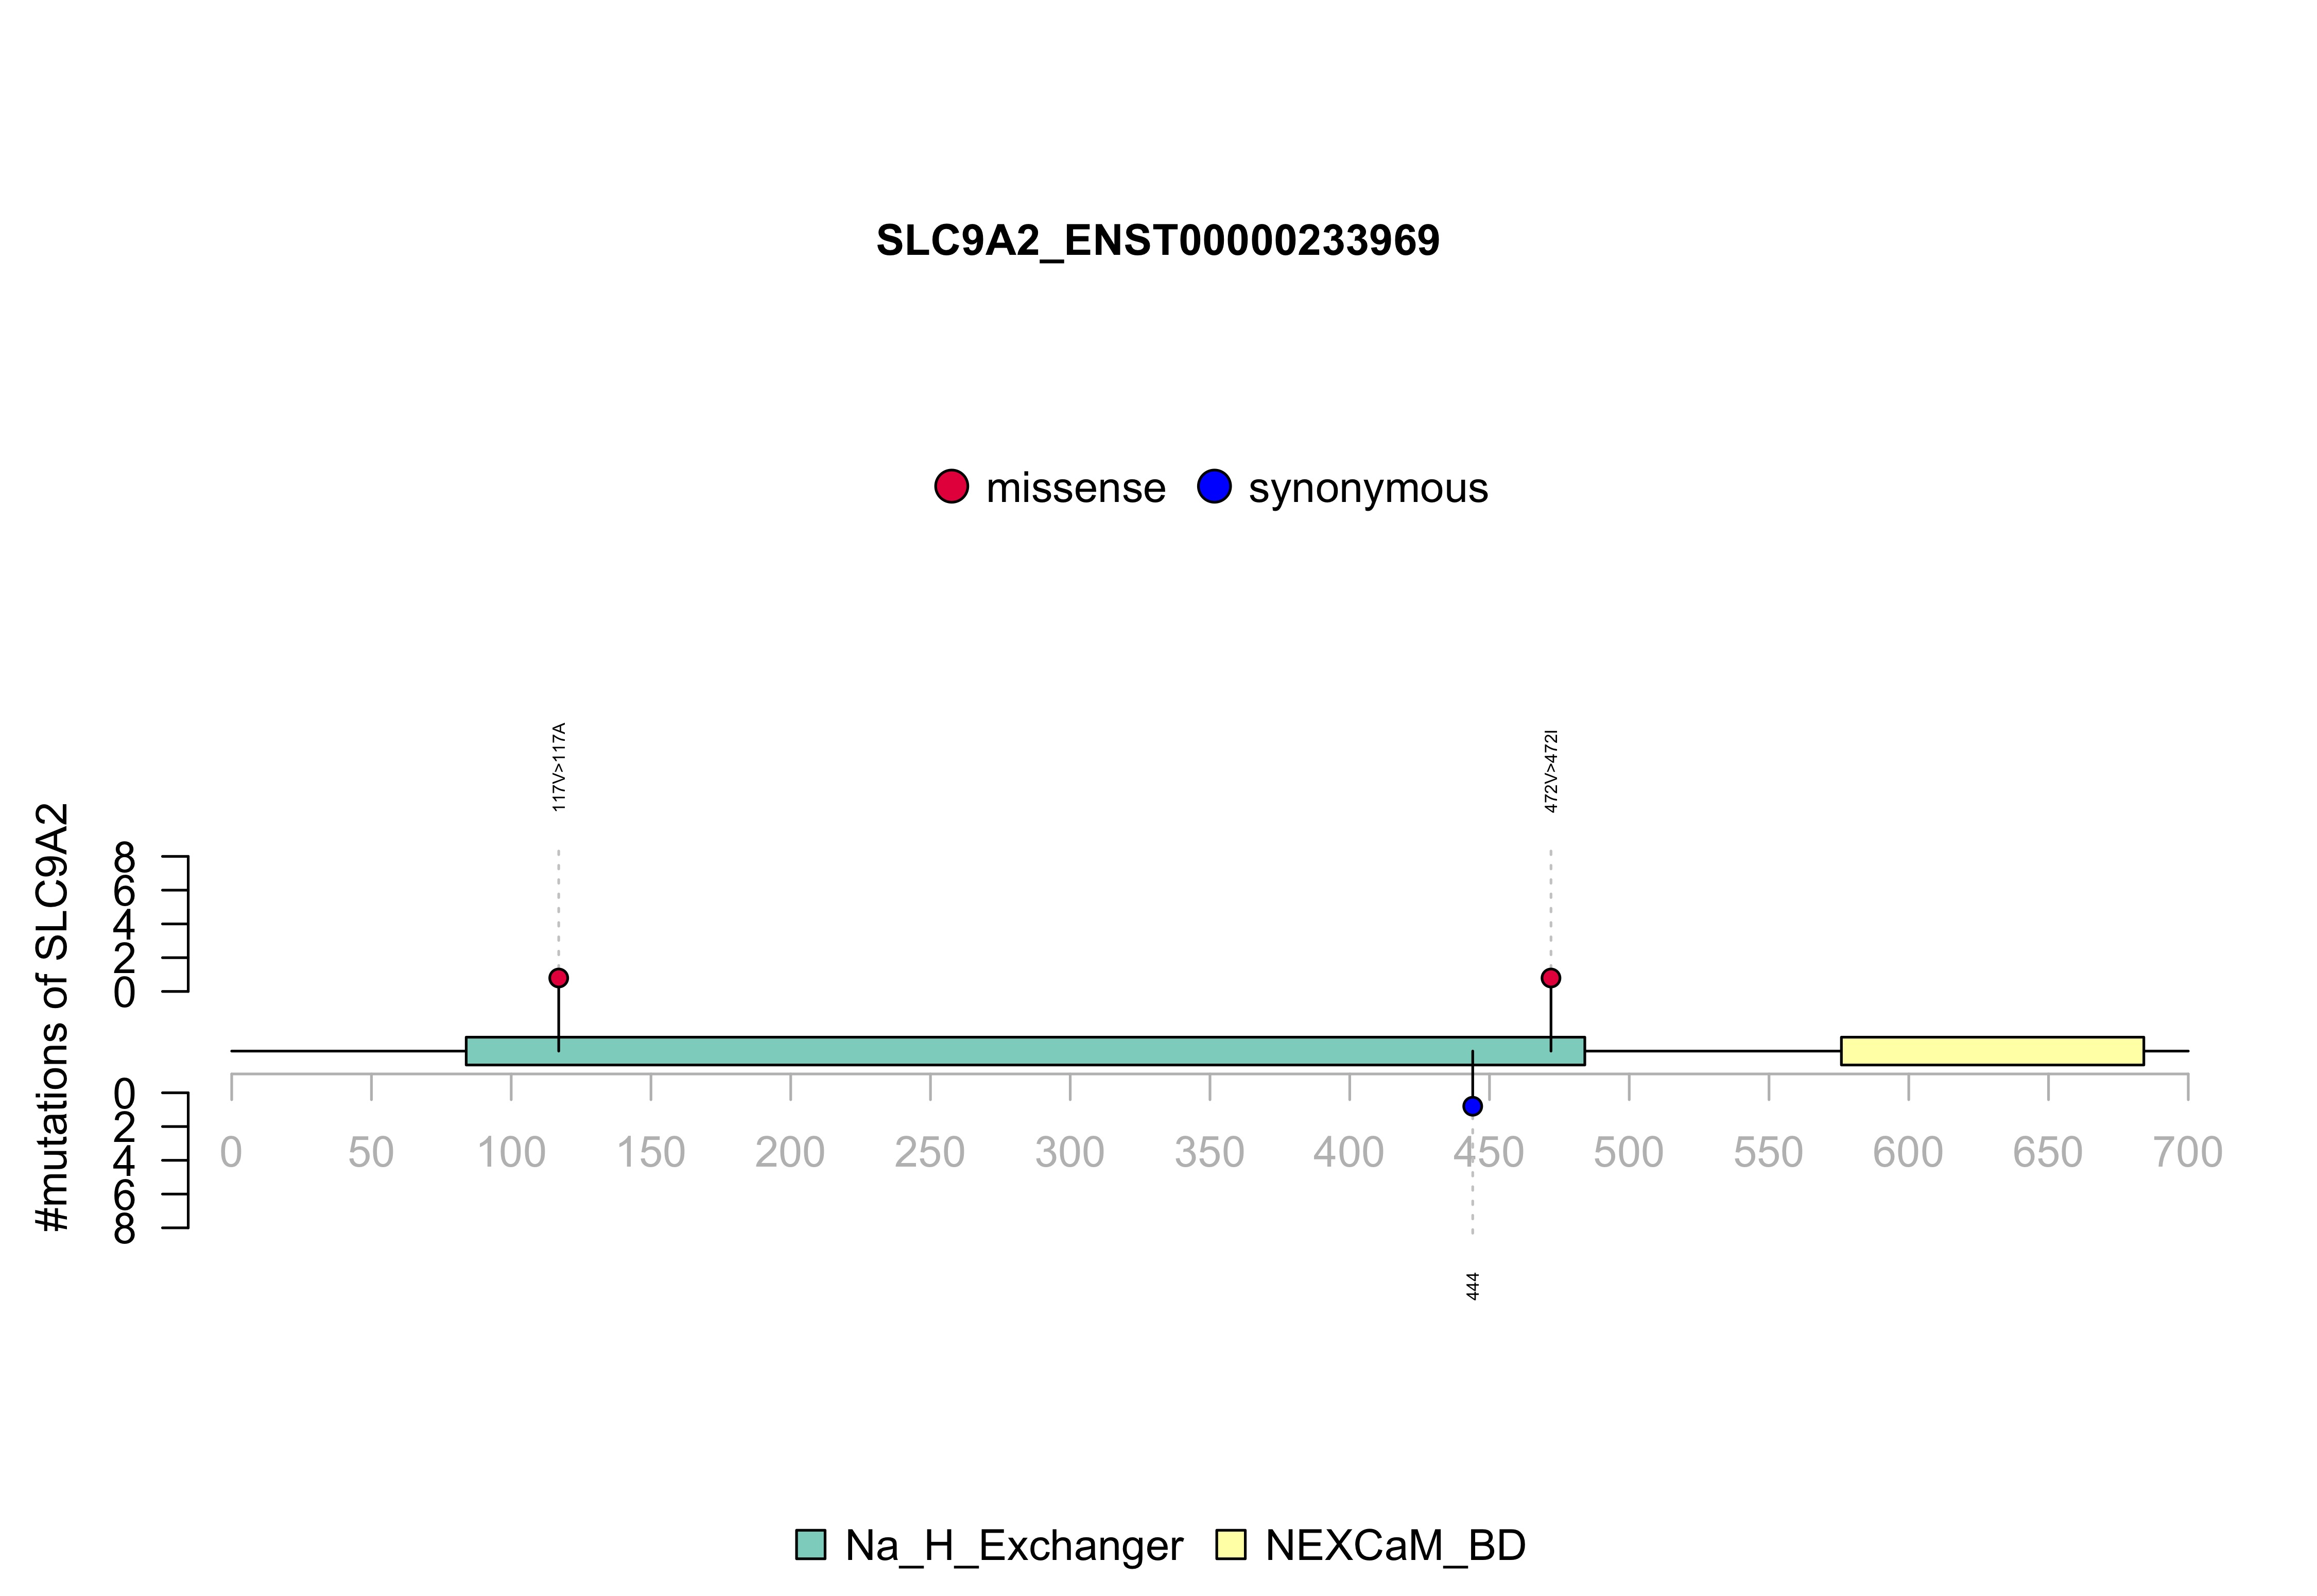 SLC9A2_ENST00000233969
missense synonymous
117V>117A 472V>472I
#mutations of SLC9A2
8
6
4
2
0
0
2
4
6
8
0 50 100 150 200 250 300 350 400 450 500 550 600 650 700
444
Na_H_Exchanger NEXCaM_BD